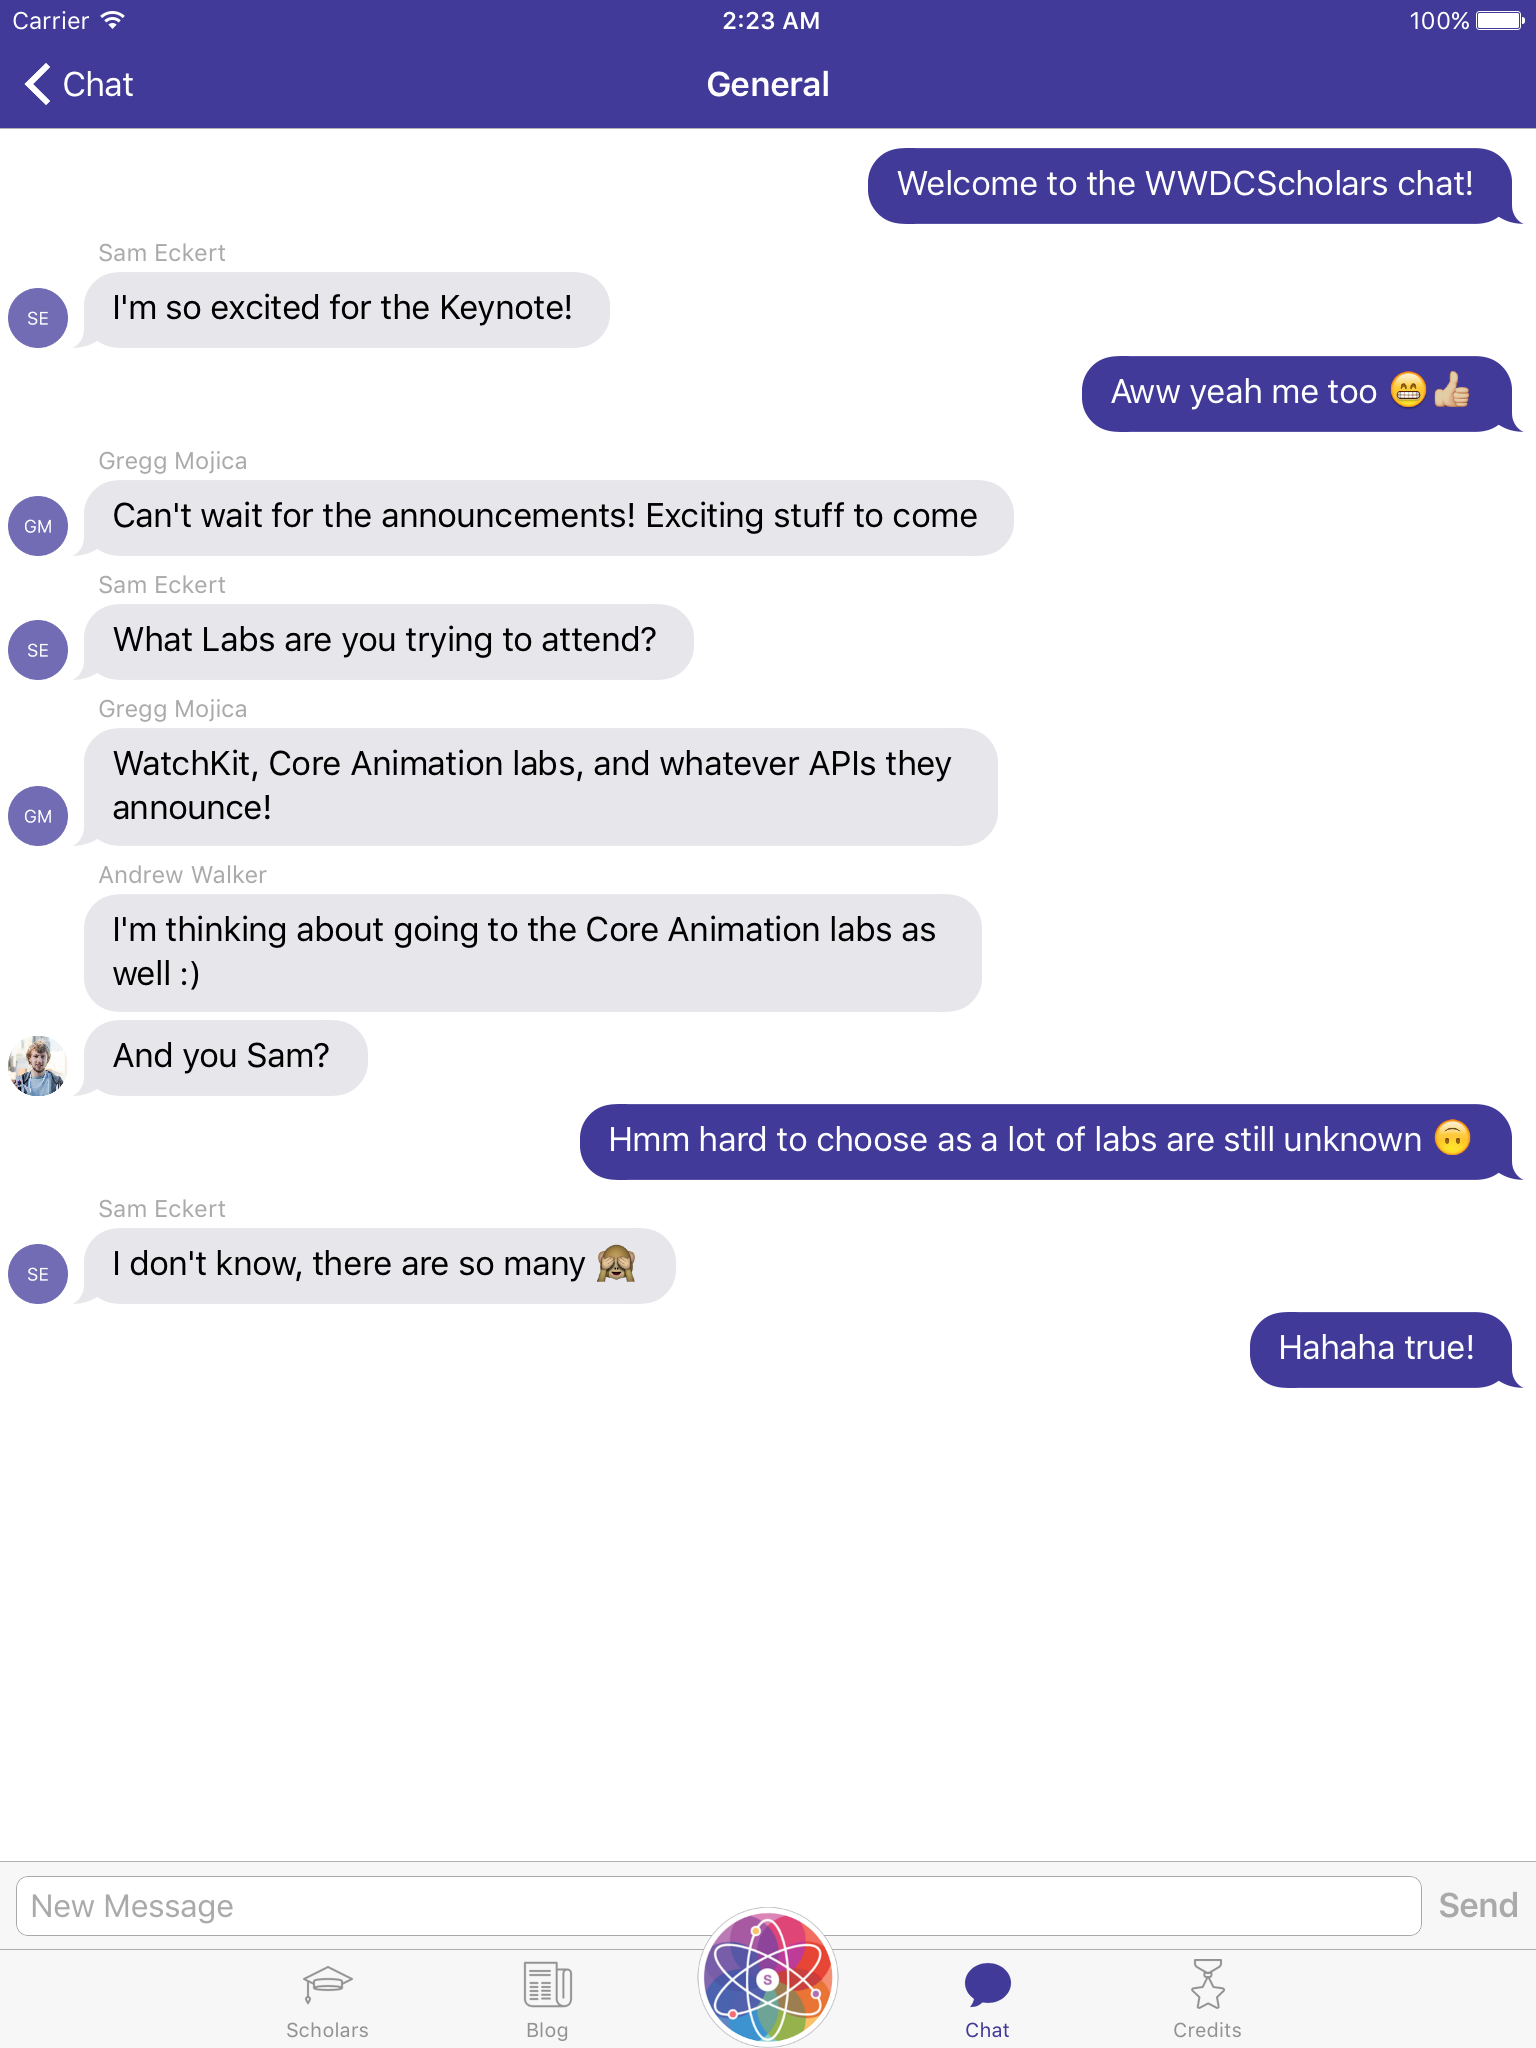 Carrier 2:23 AM 100%
Chat General
Welcome to the WWDCScholars chat!
Sam Eckert
SE I'm so excited for the Keynote!
Aww yeah me too 😁👍🏼
Gregg Mojica
GM Can't wait for the announcements! Exciting stuff to come
Sam Eckert
SE What Labs are you trying to attend?
Gregg Mojica
WatchKit, Core Animation labs, and whatever APIs they
GM announce!
Andrew Walker
I'm thinking about going to the Core Animation labs as
well :)
And you Sam?
Hmm hard to choose as a lot of labs are still unknown 🙃
Sam Eckert
SE I don't know, there are so many 🙈
Hahaha true!
New Message Send
S
Scholars Blog Chat Credits